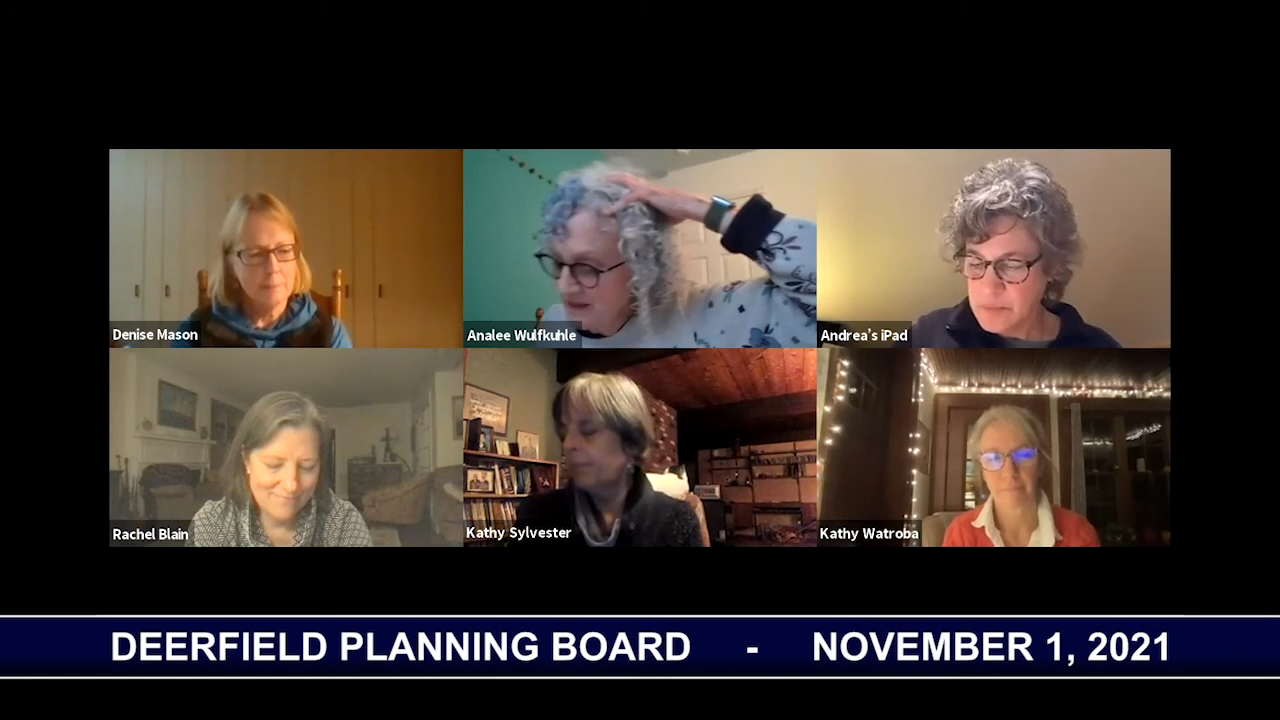 Denise Mason
Analee Wulfkuhle
Andrea's iPad
Rachel Blain
Kathy Sylvester
Kathy Watroba
DEERFIELD PLANNING BOARD - NOVEMBER 1, 2021